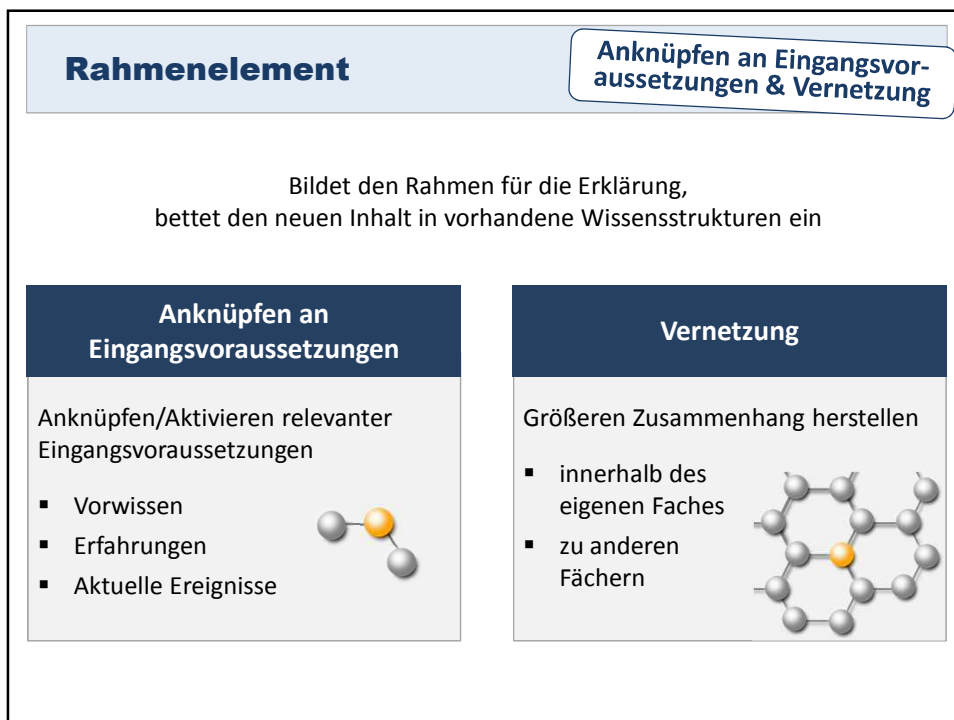 Rahmenelement
Anknüpfen an Eingangsvor-
aussetzungen & Vernetzung
Bildet den Rahmen für die Erklärung,
bettet den neuen Inhalt in vorhandene Wissensstrukturen ein
Anknüpfen an
Eingangsvoraussetzungen
Anknüpfen/Aktivieren relevanter
Eingangsvoraussetzungen
▪ Vorwissen
▪ Erfahrungen
▪ Aktuelle Ereignisse
Vernetzung
Größeren Zusammenhang herstellen
▪ innerhalb des
eigenen Faches
▪ zu anderen
Fächern